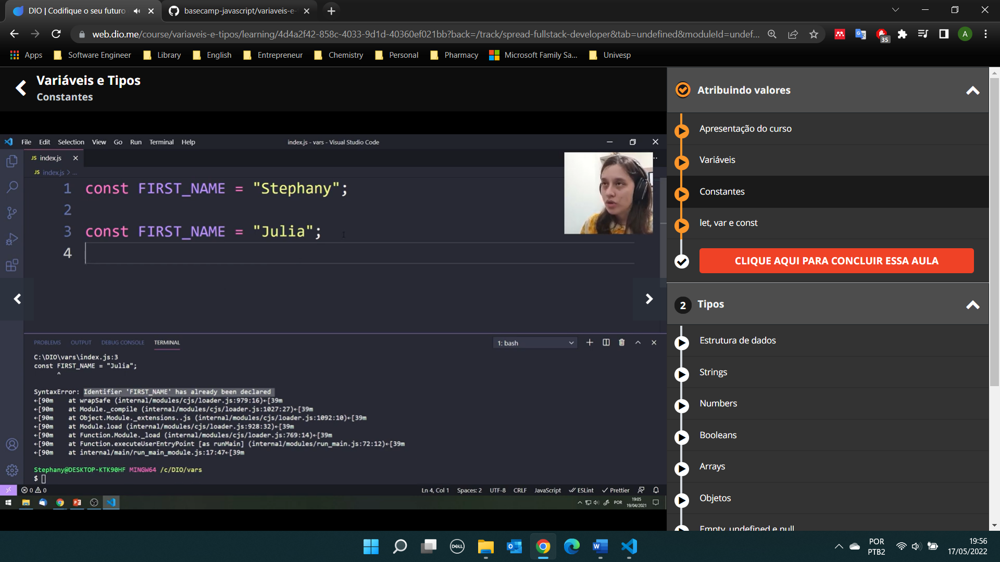 DIO | Codifique o seu futuro
basecamp-javascript/variaveis-e-
web.dio.me/course/variaveis-e-tipos/learning/4d4a2f42-858c-4033-9d1d-40360ef021bb?back=/track/spread-fullstack-developer&tab=undefined&moduleId=undef...
35
A
Apps
Software Engineer
Library
English
Entrepreneur
Chemistry
Personal
Pharmacy
Microsoft Family Sa...
Univesp
Variáveis e Tipos
Constantes
File Edit Selection View Go Run Terminal Help
index.js - vars - Visual Studio Code
JS index.js
JS index.js > ...
1 const FIRST_NAME = "Stephany";
2
3 const FIRST_NAME = "Julia";
4
PROBLEMS OUTPUT DEBUG CONSOLE TERMINAL
1: bash
C:\DIO\vars\index.js:3
const FIRST_NAME = "Julia";
^
SyntaxError: Identifier 'FIRST_NAME' has already been declared
←[90m    at wrapSafe (internal/modules/cjs/loader.js:979:16)←[39m
←[90m    at Module._compile (internal/modules/cjs/loader.js:1027:27)←[39m
←[90m    at Object.Module._extensions..js (internal/modules/cjs/loader.js:1092:10)←[39m
←[90m    at Module.load (internal/modules/cjs/loader.js:928:32)←[39m
←[90m    at Function.Module._load (internal/modules/cjs/loader.js:769:14)←[39m
←[90m    at Function.executeUserEntryPoint [as runMain] (internal/modules/run_main.js:72:12)←[39m
←[90m    at internal/main/run_main_module.js:17:47←[39m
Stephany@DESKTOP-KTK90HF MINGW64 /c/DIO/vars
$
0 0
Ln 4, Col 1 Spaces: 2 UTF-8 CRLF JavaScript ESLint Prettier
POR
19:05
19/04/2021
Atribuindo valores
Apresentação do curso
Variáveis
Constantes
let, var e const
CLIQUE AQUI PARA CONCLUIR ESSA AULA
2 Tipos
Estrutura de dados
Strings
Numbers
Booleans
Arrays
Objetos
Empty, undefined e null
DELL
POR
PTB2
19:56
17/05/2022